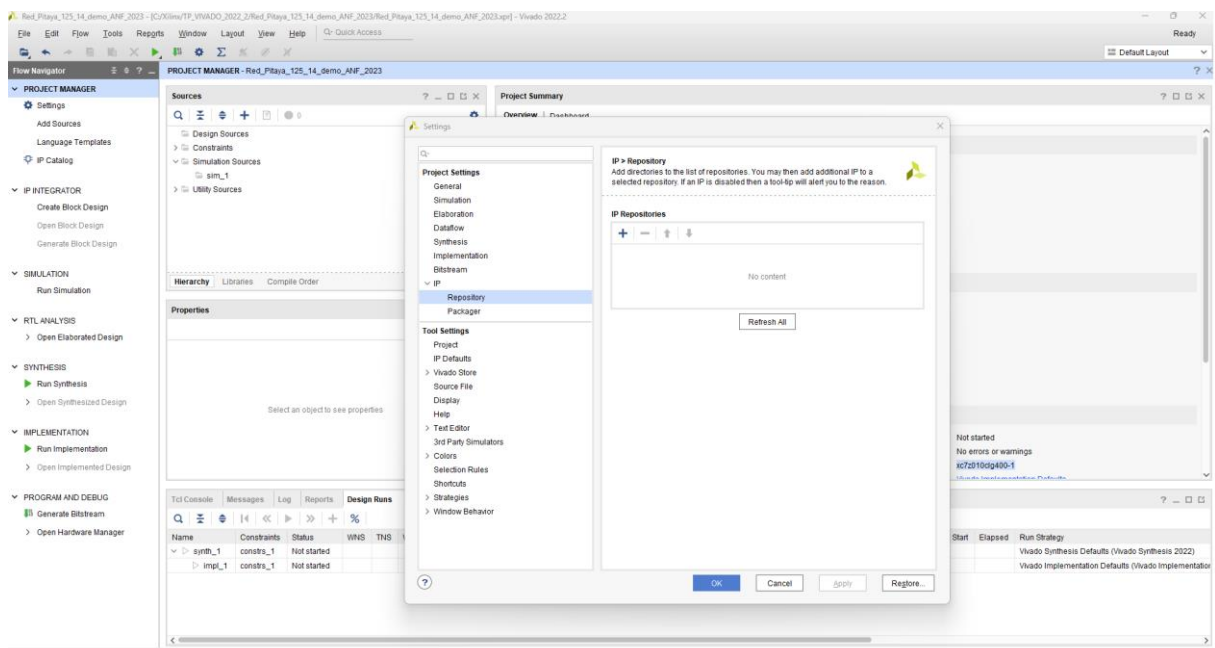 Red_Pitaya_125_14_demo_ANF_2023 - [C:/Xilinx/TP_VIVADO_2022_2/Red_Pitaya_125_14_demo_ANF_2023/Red_Pitaya_125_14_demo_ANF_2023.xpr] - Vivado 2022.2
File Edit Flow Tools Reports Window Layout View Help Quick Access
Ready
Default Layout
Flow Navigator
PROJECT MANAGER
Settings
Add Sources
Language Templates
IP Catalog
IP INTEGRATOR
Create Block Design
Open Block Design
Generate Block Design
SIMULATION
Run Simulation
RTL ANALYSIS
Open Elaborated Design
SYNTHESIS
Run Synthesis
Open Synthesized Design
IMPLEMENTATION
Run Implementation
Open Implemented Design
PROGRAM AND DEBUG
Generate Bitstream
Open Hardware Manager
PROJECT MANAGER - Red_Pitaya_125_14_demo_ANF_2023
Sources
0
Design Sources
Constraints
Simulation Sources
sim_1
Utility Sources
Hierarchy Libraries Compile Order
Properties
Select an object to see properties
Project Summary
Overview Dashboard
Not started
No errors or warnings
xc7z010clg400-1
Vivado Implementation Defaults
Settings
Project Settings
General
Simulation
Elaboration
Dataflow
Synthesis
Implementation
Bitstream
IP
Repository
Packager
Tool Settings
Project
IP Defaults
Vivado Store
Source File
Display
Help
Text Editor
3rd Party Simulators
Colors
Selection Rules
Shortcuts
Strategies
Window Behavior
IP > Repository
Add directories to the list of repositories. You may then add additional IP to a
selected repository. If an IP is disabled then a tool-tip will alert you to the reason.
IP Repositories
No content
Refresh All
OK Cancel Apply Restore...
Tcl Console Messages Log Reports Design Runs
Name Constraints Status WNS TNS Start Elapsed Run Strategy
synth_1 constrs_1 Not started Vivado Synthesis Defaults (Vivado Synthesis 2022)
impl_1 constrs_1 Not started Vivado Implementation Defaults (Vivado Implementation